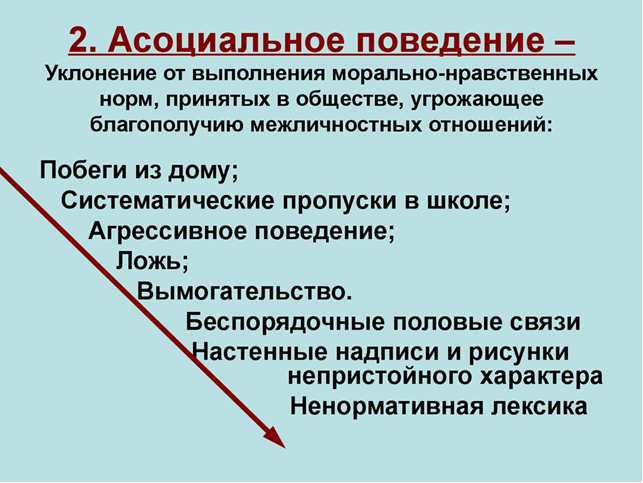 2. Асоциальное поведение –
Уклонение от выполнения морально-нравственных
норм, принятых в обществе, угрожающее
благополучию межличностных отношений:
Побеги из дому;
Систематические пропуски в школе;
Агрессивное поведение;
Ложь;
Вымогательство.
Беспорядочные половые связи
Настенные надписи и рисунки
непристойного характера
Ненормативная лексика